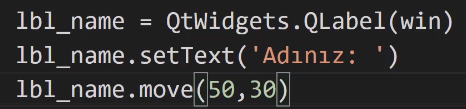 lbl_name = QtWidgets.QLabel(win)
lbl_name.setText('Adınız: ')
lbl_name.move(50,30)